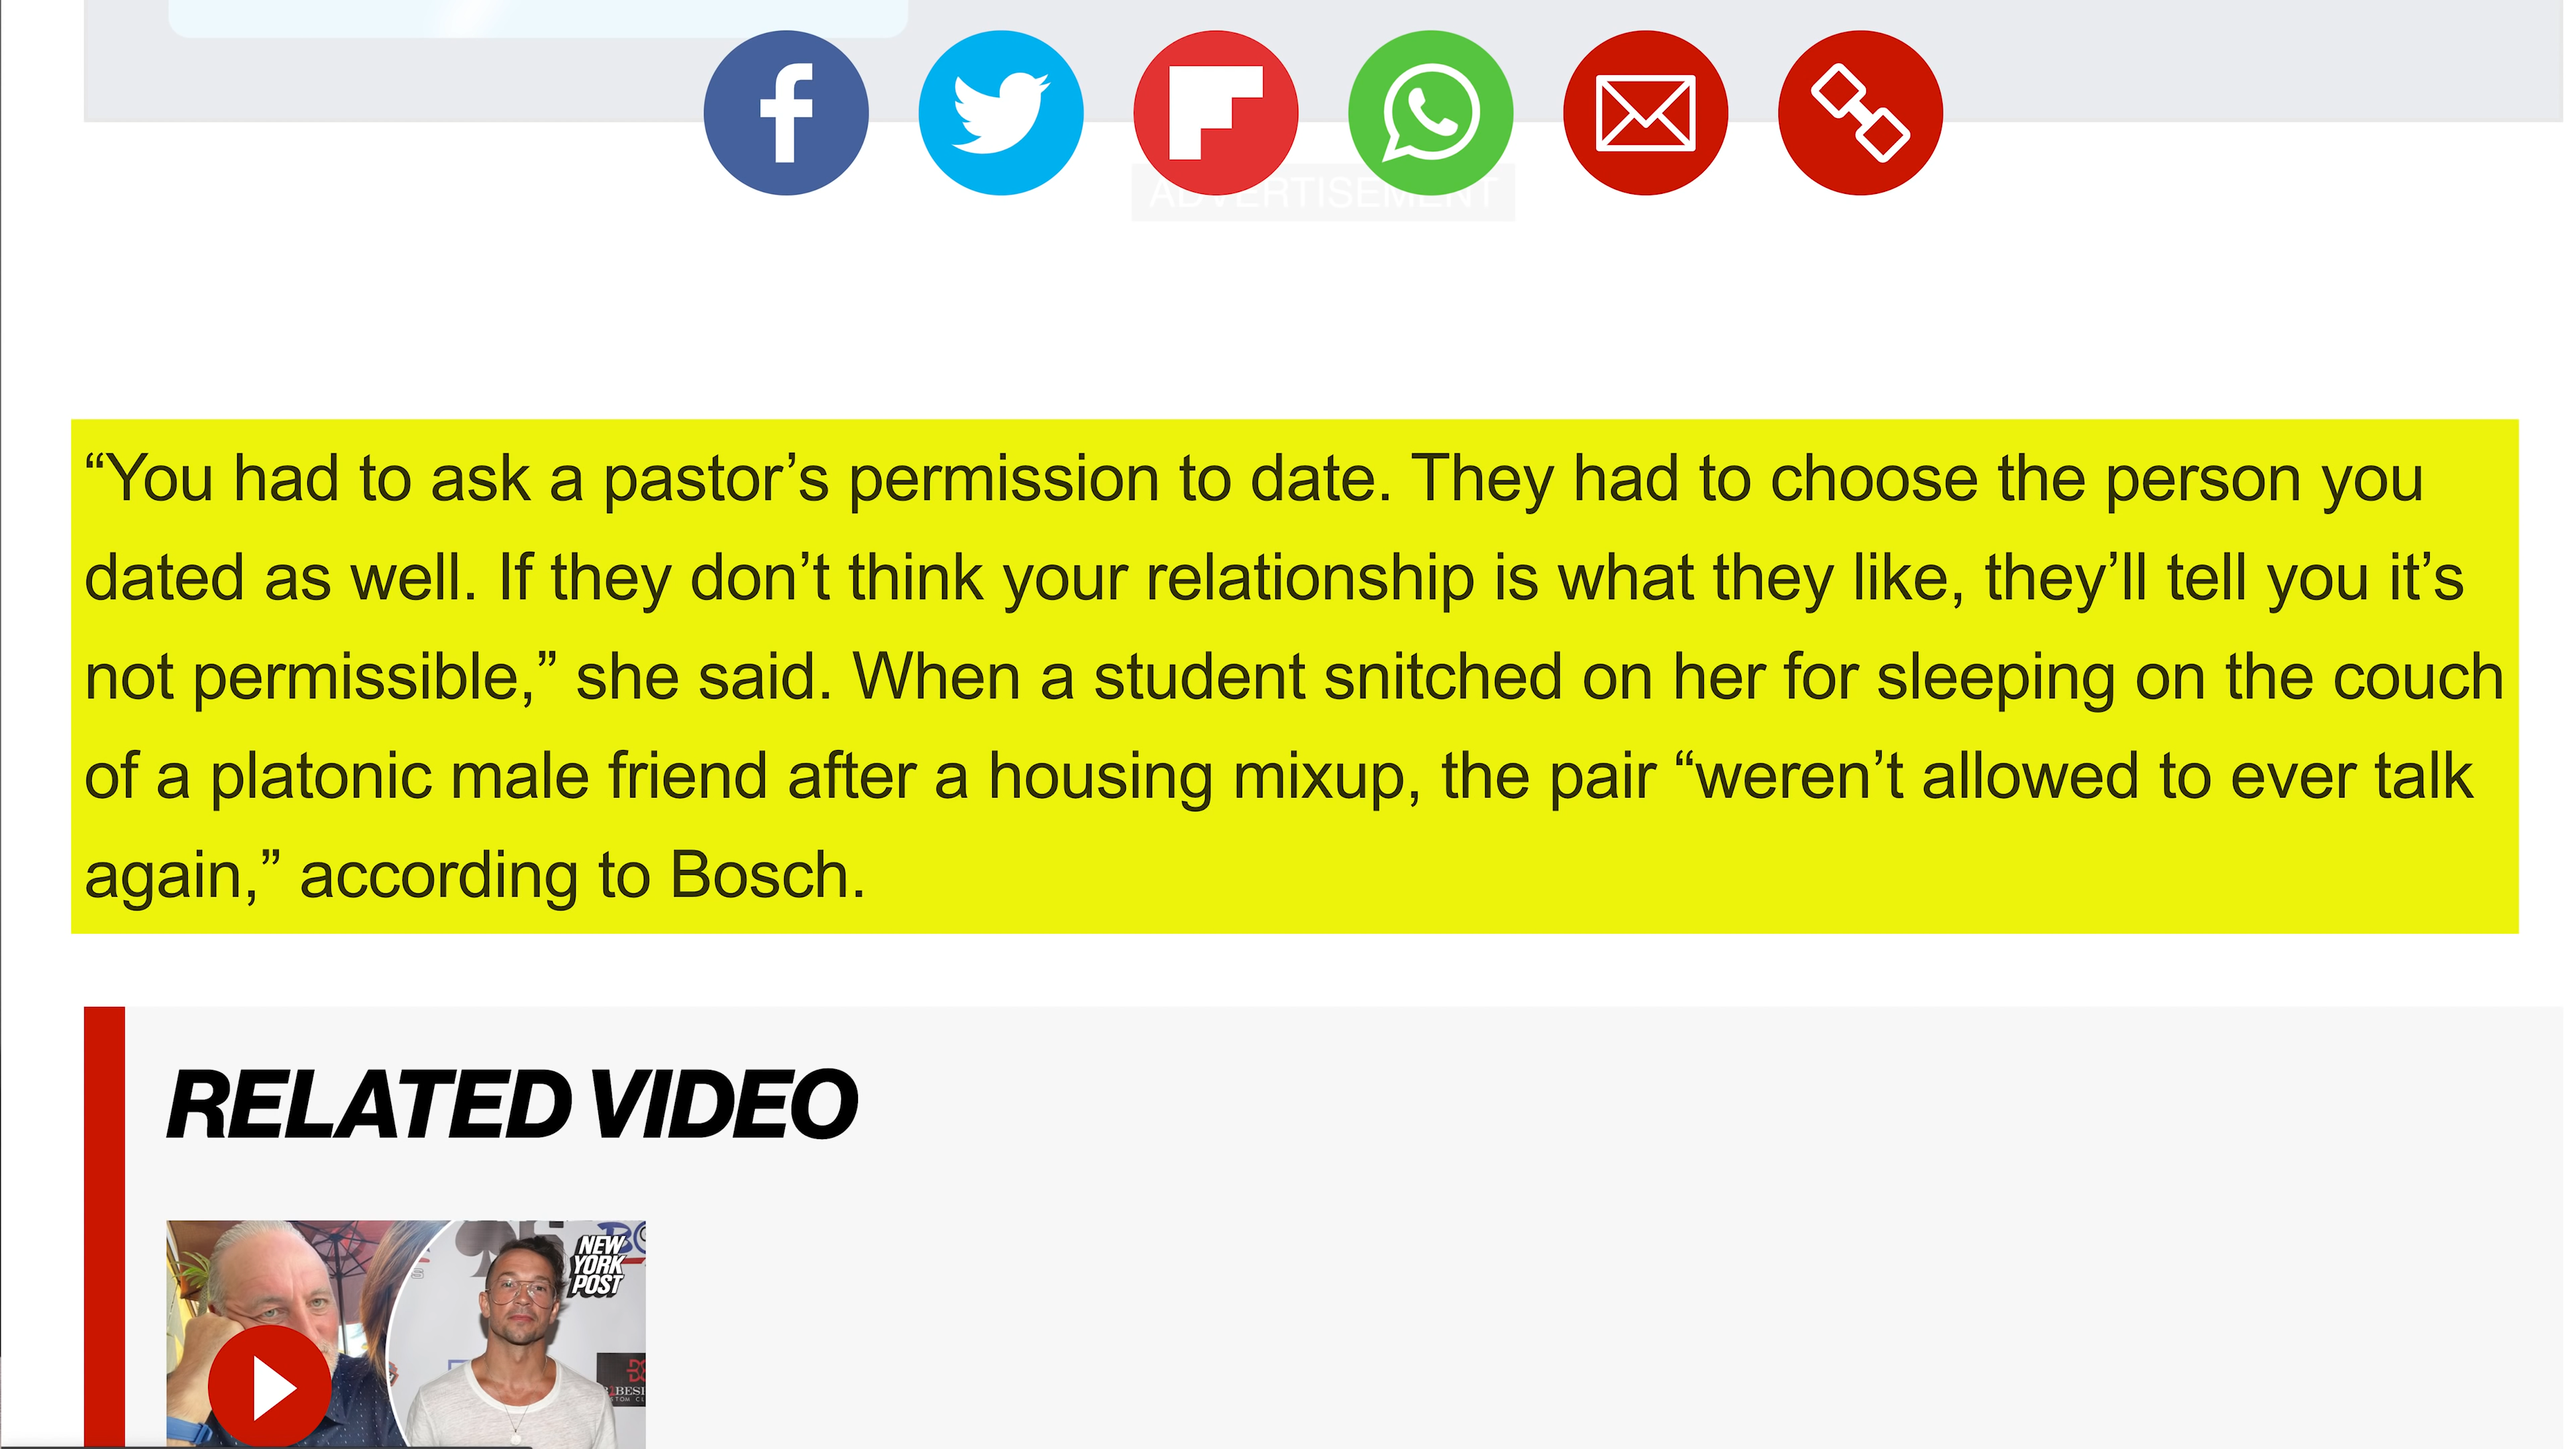 ADVERTISEMENT
“You had to ask a pastor’s permission to date. They had to choose the person you
dated as well. If they don’t think your relationship is what they like, they’ll tell you it’s
not permissible,” she said. When a student snitched on her for sleeping on the couch
of a platonic male friend after a housing mixup, the pair “weren’t allowed to ever talk
again,” according to Bosch.
RELATED VIDEO
NEW
YORK
POST